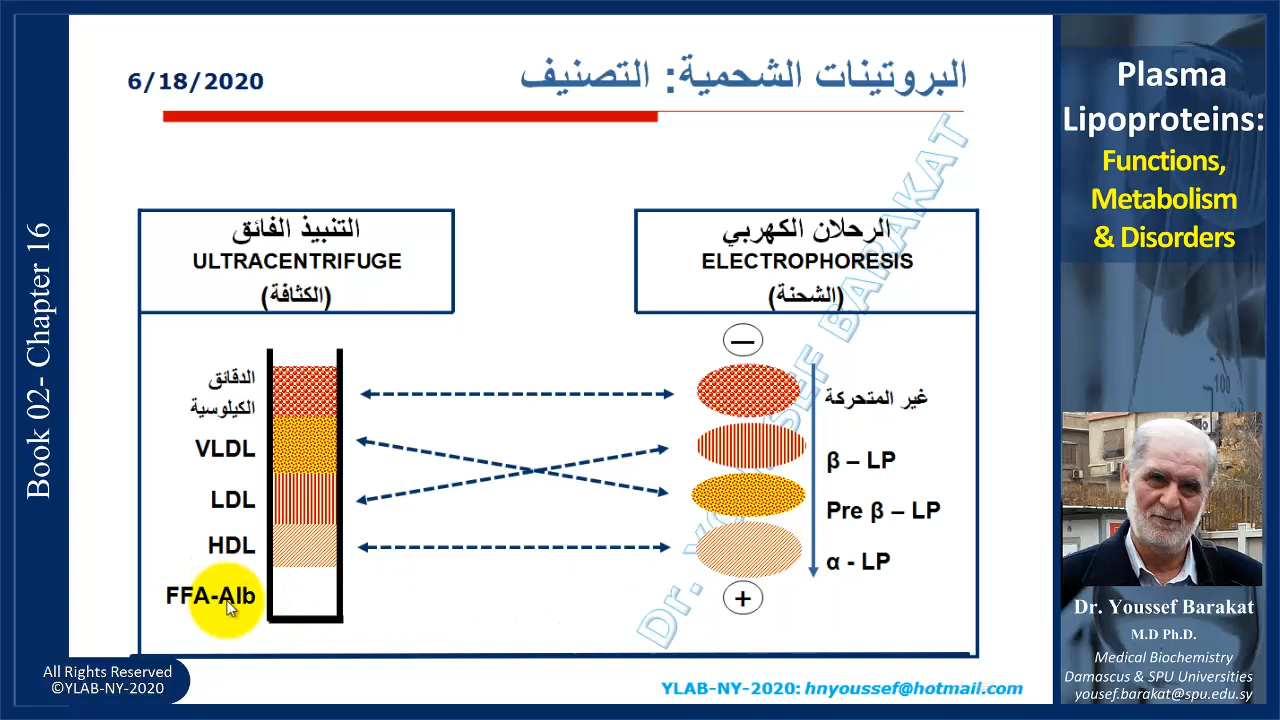 6/18/2020
البروتينات الشحمية: التصنيف
التنبيذ الفائق
ULTRACENTRIFUGE
(الكثافة)
الرحلان الكهربي
ELECTROPHORESIS
(الشحنة)
الدقائق
الكيلوسية
VLDL
LDL
HDL
FFA-Alb
−
غير المتحركة
β – LP
Pre β – LP
α - LP
+
Dr. YOUSSEF BARAKAT
YLAB-NY-2020: hnyoussef@hotmail.com
Book 02- Chapter 16
All Rights Reserved
©YLAB-NY-2020
Plasma
Lipoproteins:
Functions,
Metabolism
& Disorders
100
Dr. Youssef Barakat
M.D Ph.D.
Medical Biochemistry
Damascus & SPU Universities
yousef.barakat@spu.edu.sy